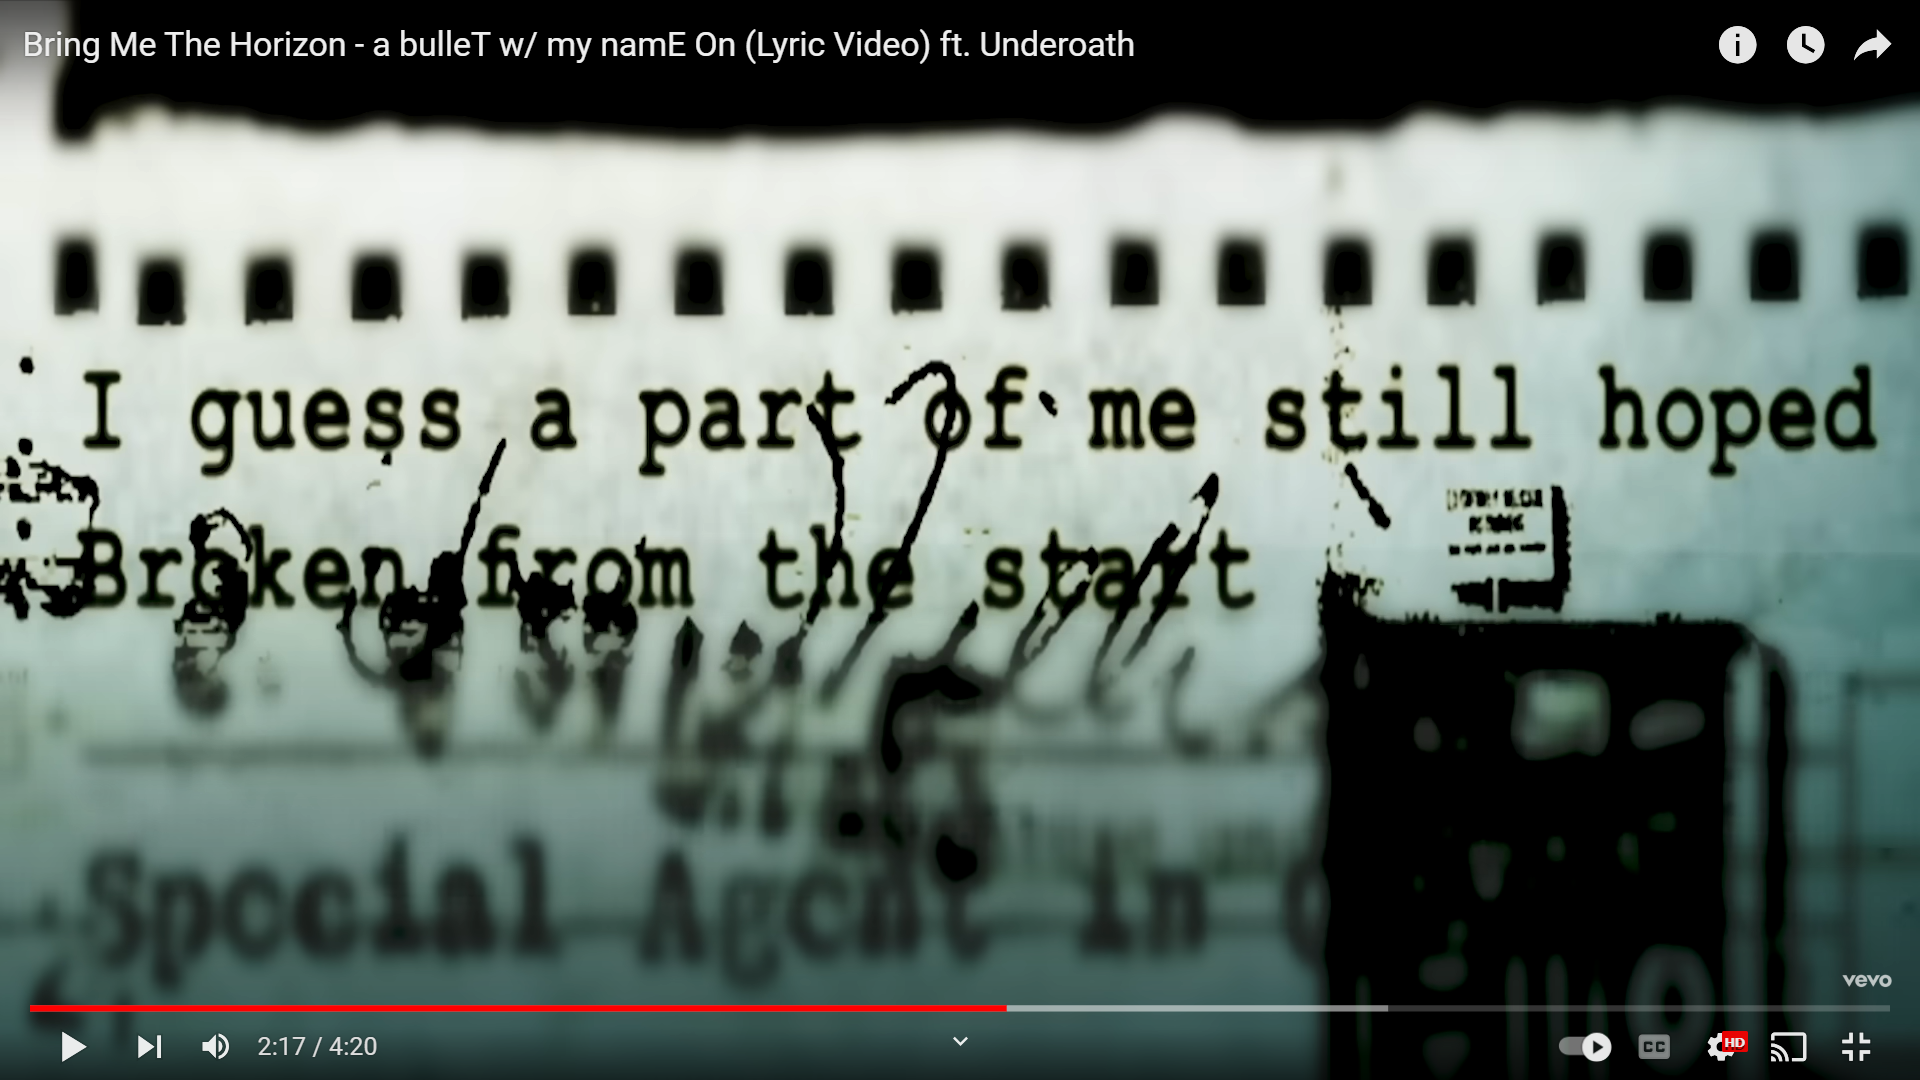 Bring Me The Horizon - a bulleT w/ my namE On (Lyric Video) ft. Underoath
I guess a part of me still hoped
Broken from the start
Special Agent in
vevo
2:17 / 4:20
CC
HD